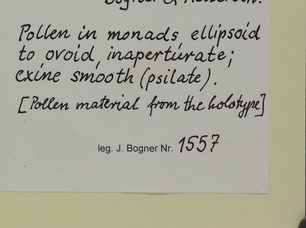 Pollen in monads ellipsoid
to ovoid, inaperturate;
exine smooth (psilate).
[Pollen material from the holotype]
leg. J. Bogner Nr. 1557